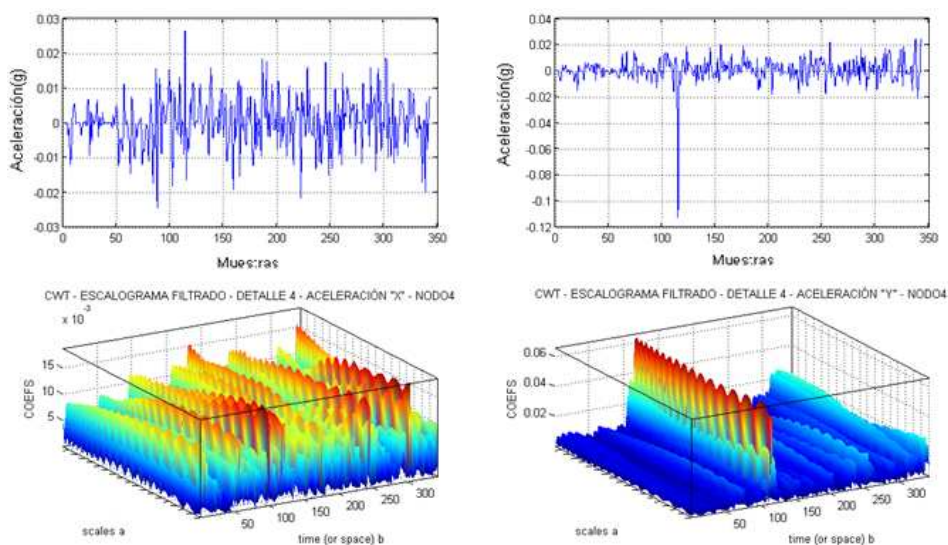 0.03
0.02
0.01
0
-0.01
-0.02
-0.03
Aceleración(g)
0 50 100 150 200 250 300 350
Muestras
0.04
0.02
0
-0.02
-0.04
-0.06
-0.08
-0.1
-0.12
Aceleración(g)
0 50 100 150 200 250 300 350
Muestras
CWT - ESCALOGRAMA FILTRADO - DETALLE 4 - ACELERACIÓN "X" - NODO4
x 10⁻³
15
10
5
COEFS
scales a
50 100 150 200 250 300
time (or space) b
CWT - ESCALOGRAMA FILTRADO - DETALLE 4 - ACELERACIÓN "Y" - NODO4
0.06
0.04
0.02
COEFS
scales a
50 100 150 200 250 300
time (or space) b